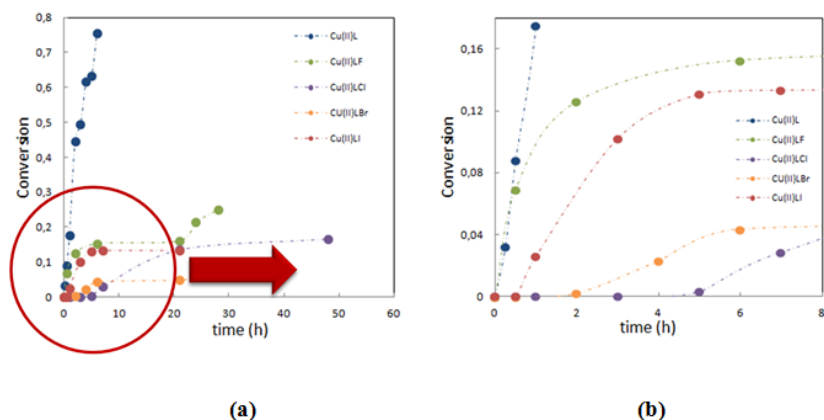 0,8
0,7
0,6
0,5
0,4
0,3
0,2
0,1
0
Conversion
0 10 20 30 40 50 60
time (h)
Cu(II)L
Cu(II)LF
Cu(II)LCl
CU(II)LBr
Cu(II)LI
(a)
0,16
0,12
0,08
0,04
0
Conversion
0 2 4 6 8
time (h)
Cu(II)L
Cu(II)LF
Cu(II)LCl
CU(II)LBr
Cu(II)LI
(b)